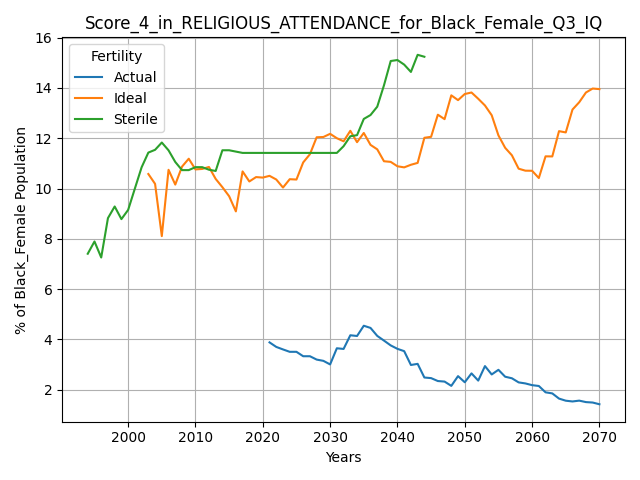 Score_4_in_RELIGIOUS_ATTENDANCE_for_Black_Female_Q3_IQ
% of Black_Female Population
16
14
12
10
8
6
4
2
Fertility
Actual
Ideal
Sterile
2000 2010 2020 2030 2040 2050 2060 2070
Years